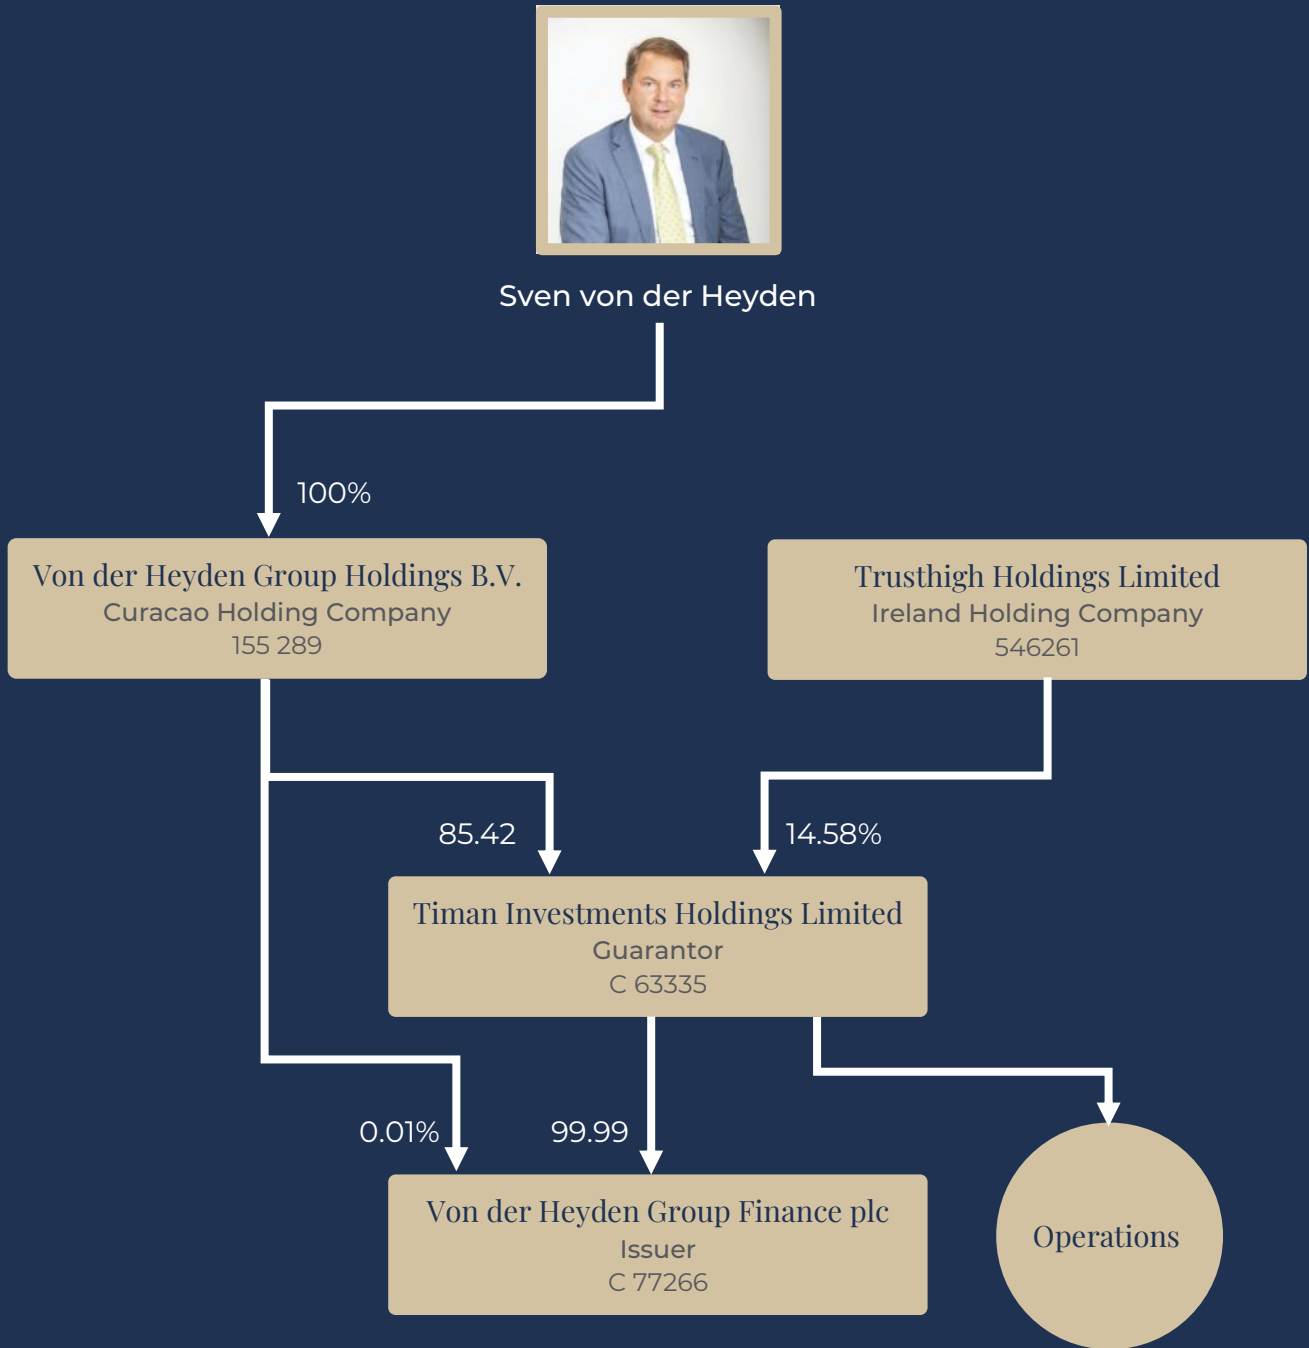 Sven von der Heyden
100%
Von der Heyden Group Holdings B.V.
Curacao Holding Company
155 289
Trusthigh Holdings Limited
Ireland Holding Company
546261
85.42
14.58%
Timan Investments Holdings Limited
Guarantor
C 63335
0.01%
99.99
Von der Heyden Group Finance plc
Issuer
C 77266
Operations